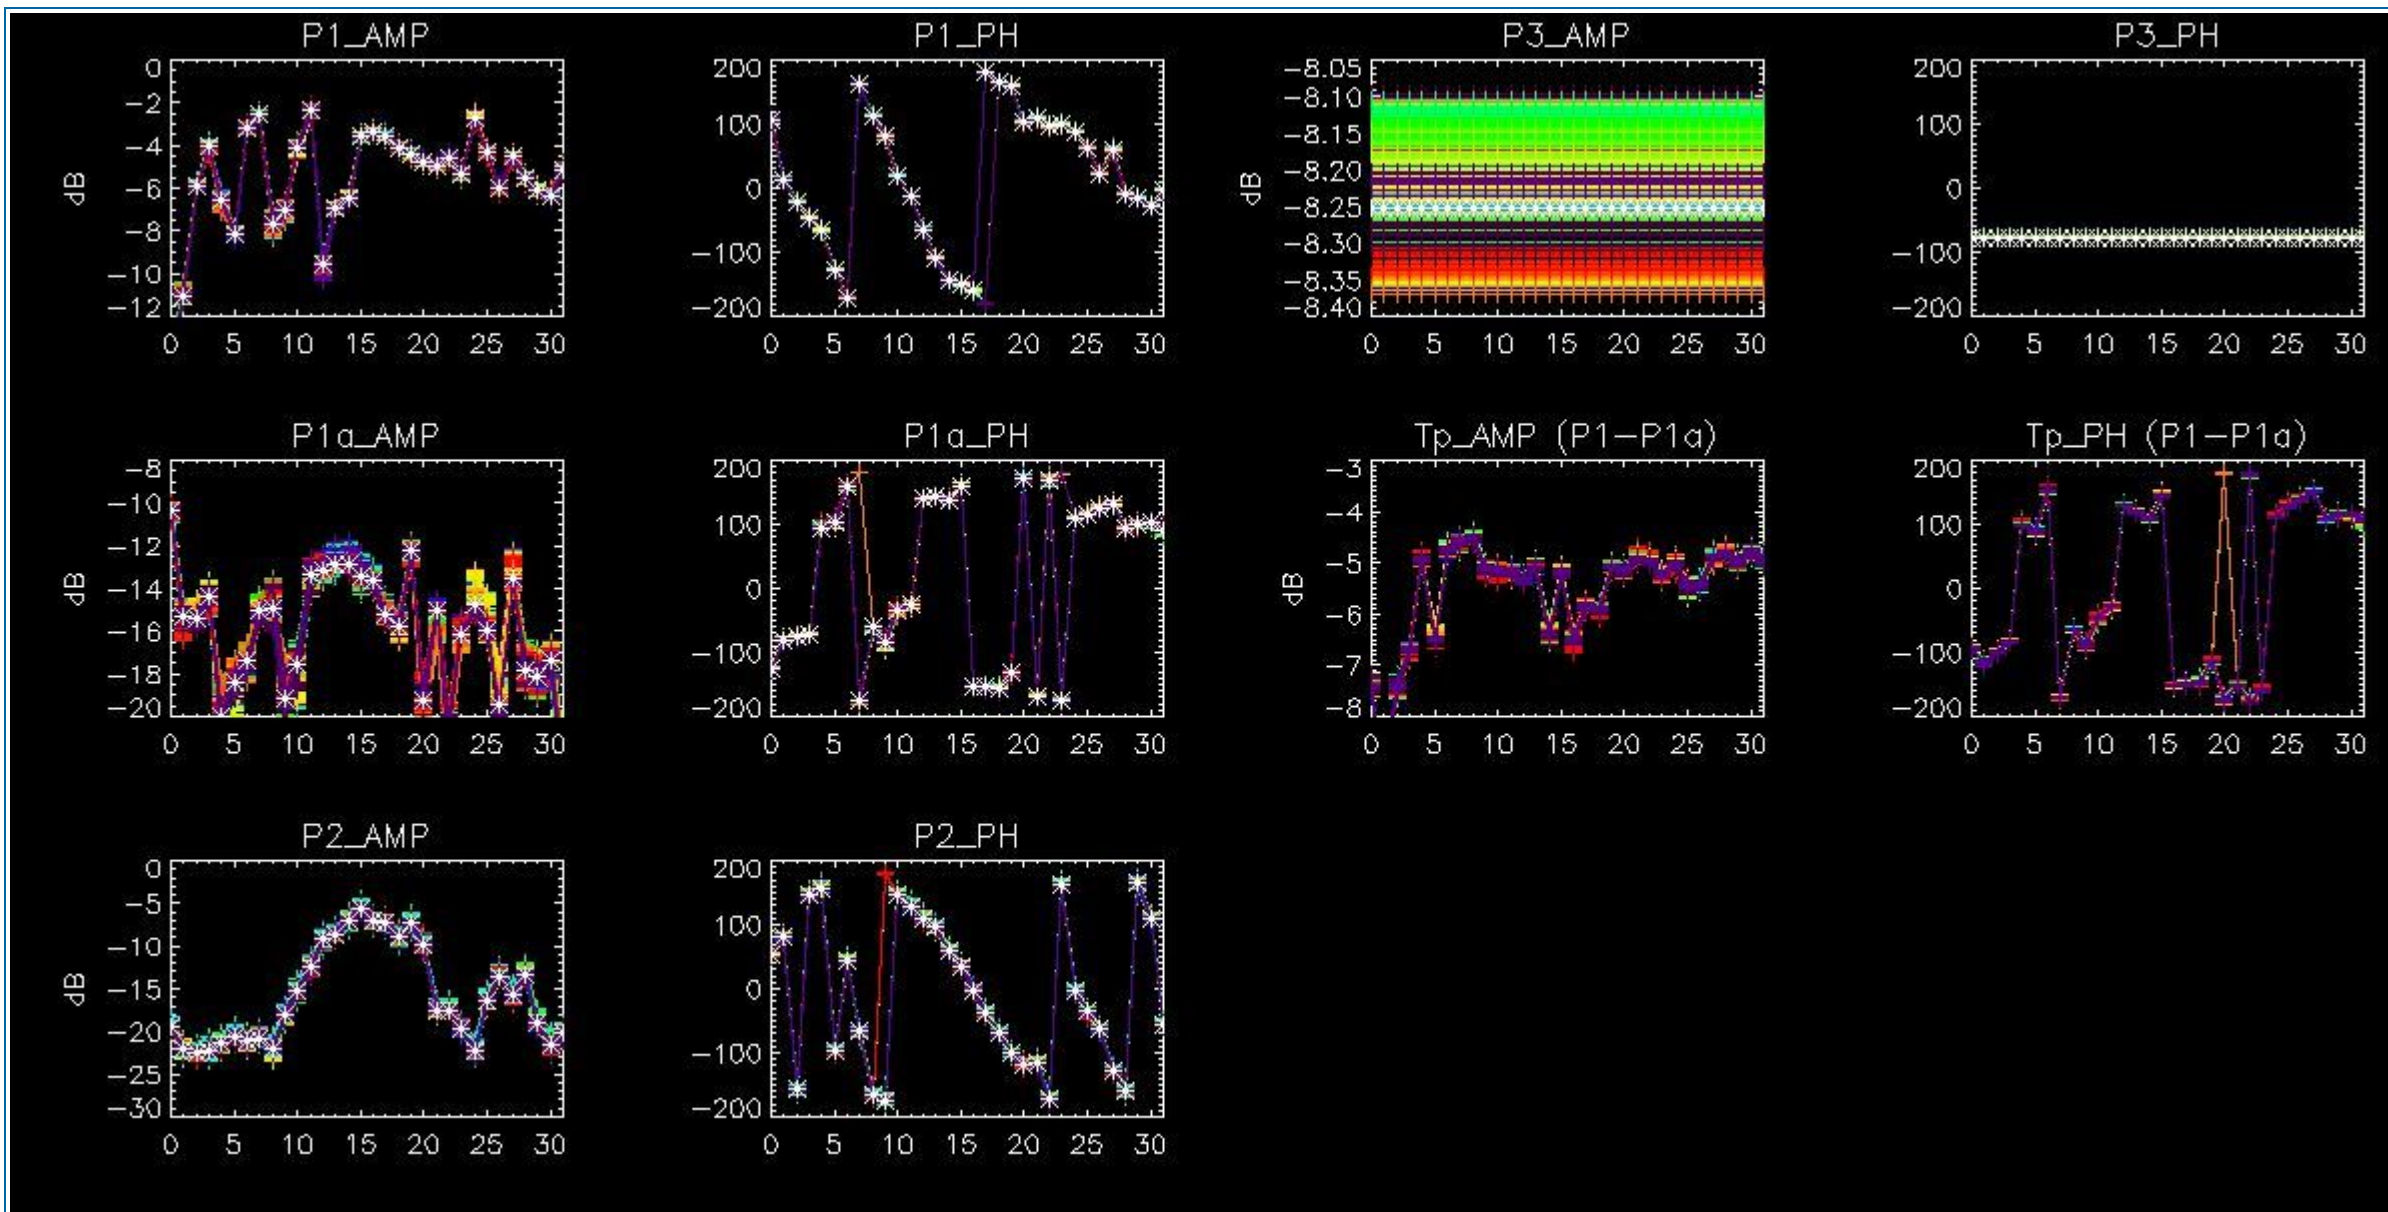 P1_AMP
0
−2
−4
−6
−8
−10
−12
dB
0 5 10 15 20 25 30
P1_PH
200
100
0
−100
−200
0 5 10 15 20 25 30
P3_AMP
−8.05
−8.10
−8.15
−8.20
−8.25
−8.30
−8.35
−8.40
dB
0 5 10 15 20 25 30
P3_PH
200
100
0
−100
−200
0 5 10 15 20 25 30
P1a_AMP
−8
−10
−12
−14
−16
−18
−20
dB
0 5 10 15 20 25 30
P1a_PH
200
100
0
−100
−200
0 5 10 15 20 25 30
Tp_AMP (P1−P1a)
−3
−4
−5
−6
−7
−8
dB
0 5 10 15 20 25 30
Tp_PH (P1−P1a)
200
100
0
−100
−200
0 5 10 15 20 25 30
P2_AMP
0
−5
−10
−15
−20
−25
−30
dB
0 5 10 15 20 25 30
P2_PH
200
100
0
−100
−200
0 5 10 15 20 25 30